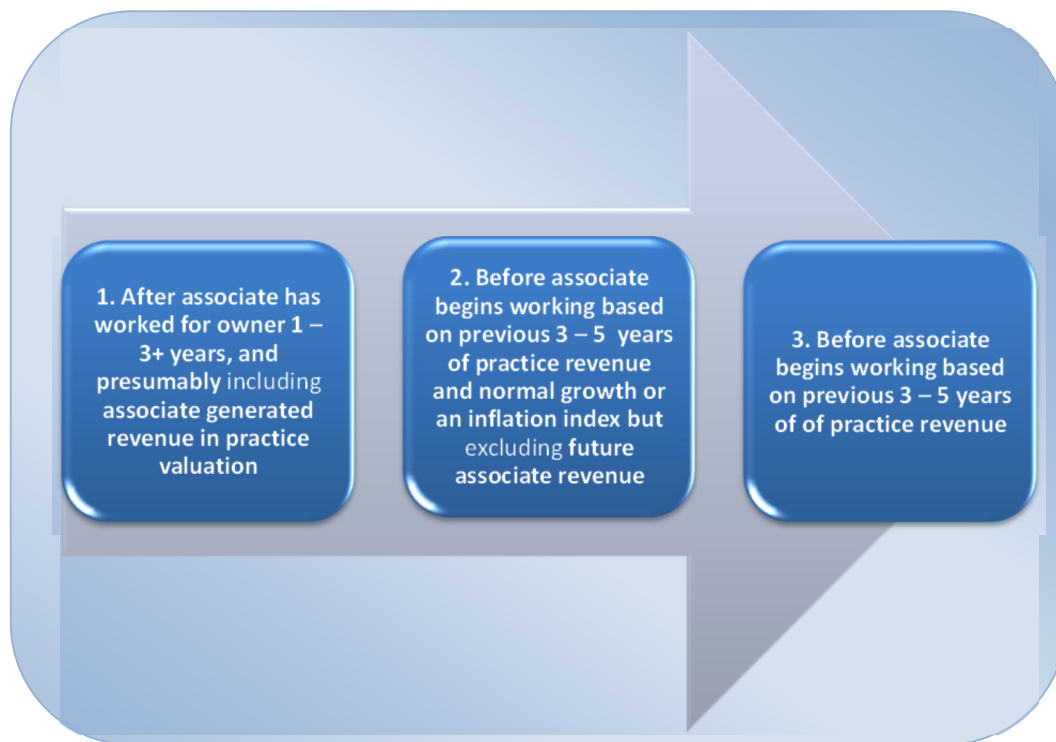 1. After associate has
worked for owner 1 –
3+ years, and
presumably including
associate generated
revenue in practice
valuation
2. Before associate
begins working based
on previous 3 – 5 years
of practice revenue
and normal growth or
an inflation index but
excluding future
associate revenue
3. Before associate
begins working based
on previous 3 – 5 years
of of practice revenue